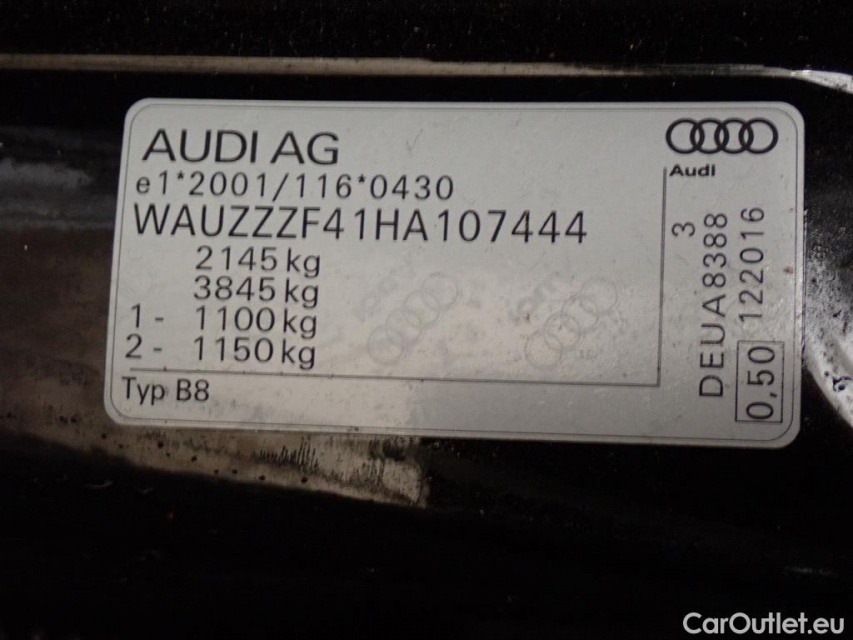 AUDI AG
Audi
e1*2001/116*0430
WAUZZZF41HA107444
2145 kg
3845 kg
1 - 1100 kg
2 - 1150 kg
Typ B8
3
DEUA8388
122016
0,50
CarOutlet.eu